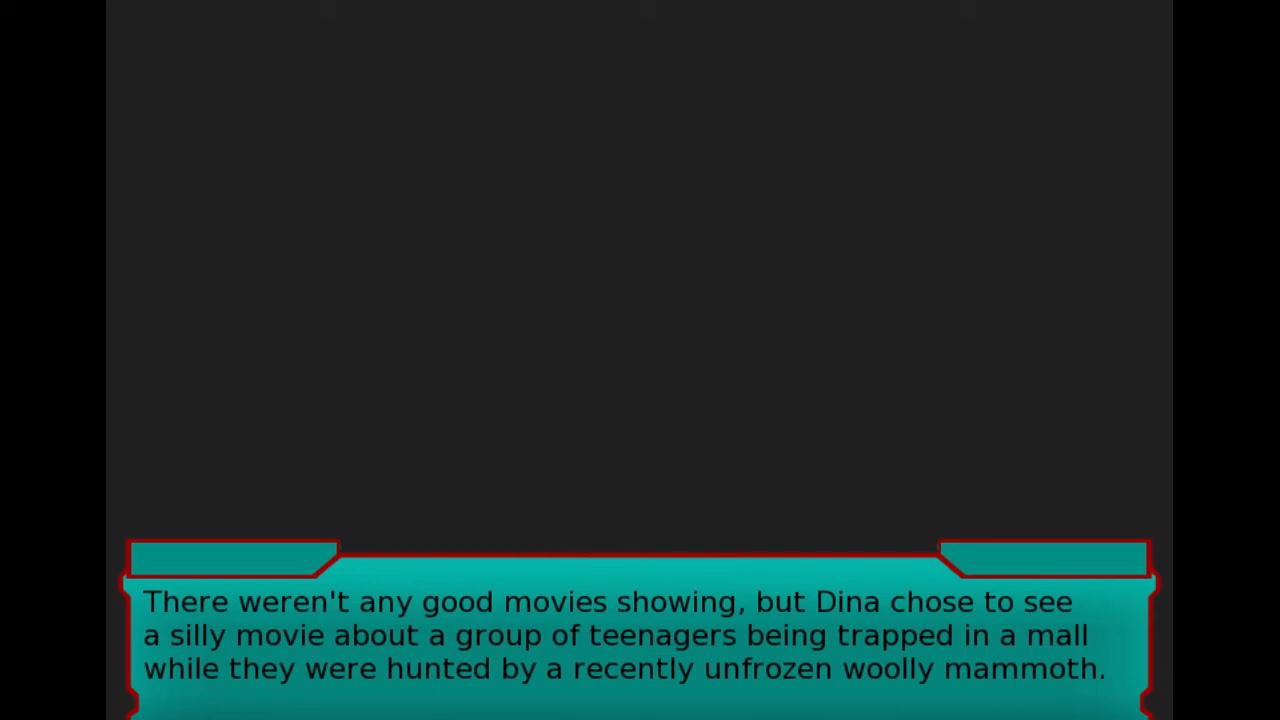 There weren't any good movies showing, but Dina chose to see
a silly movie about a group of teenagers being trapped in a mall
while they were hunted by a recently unfrozen woolly mammoth.